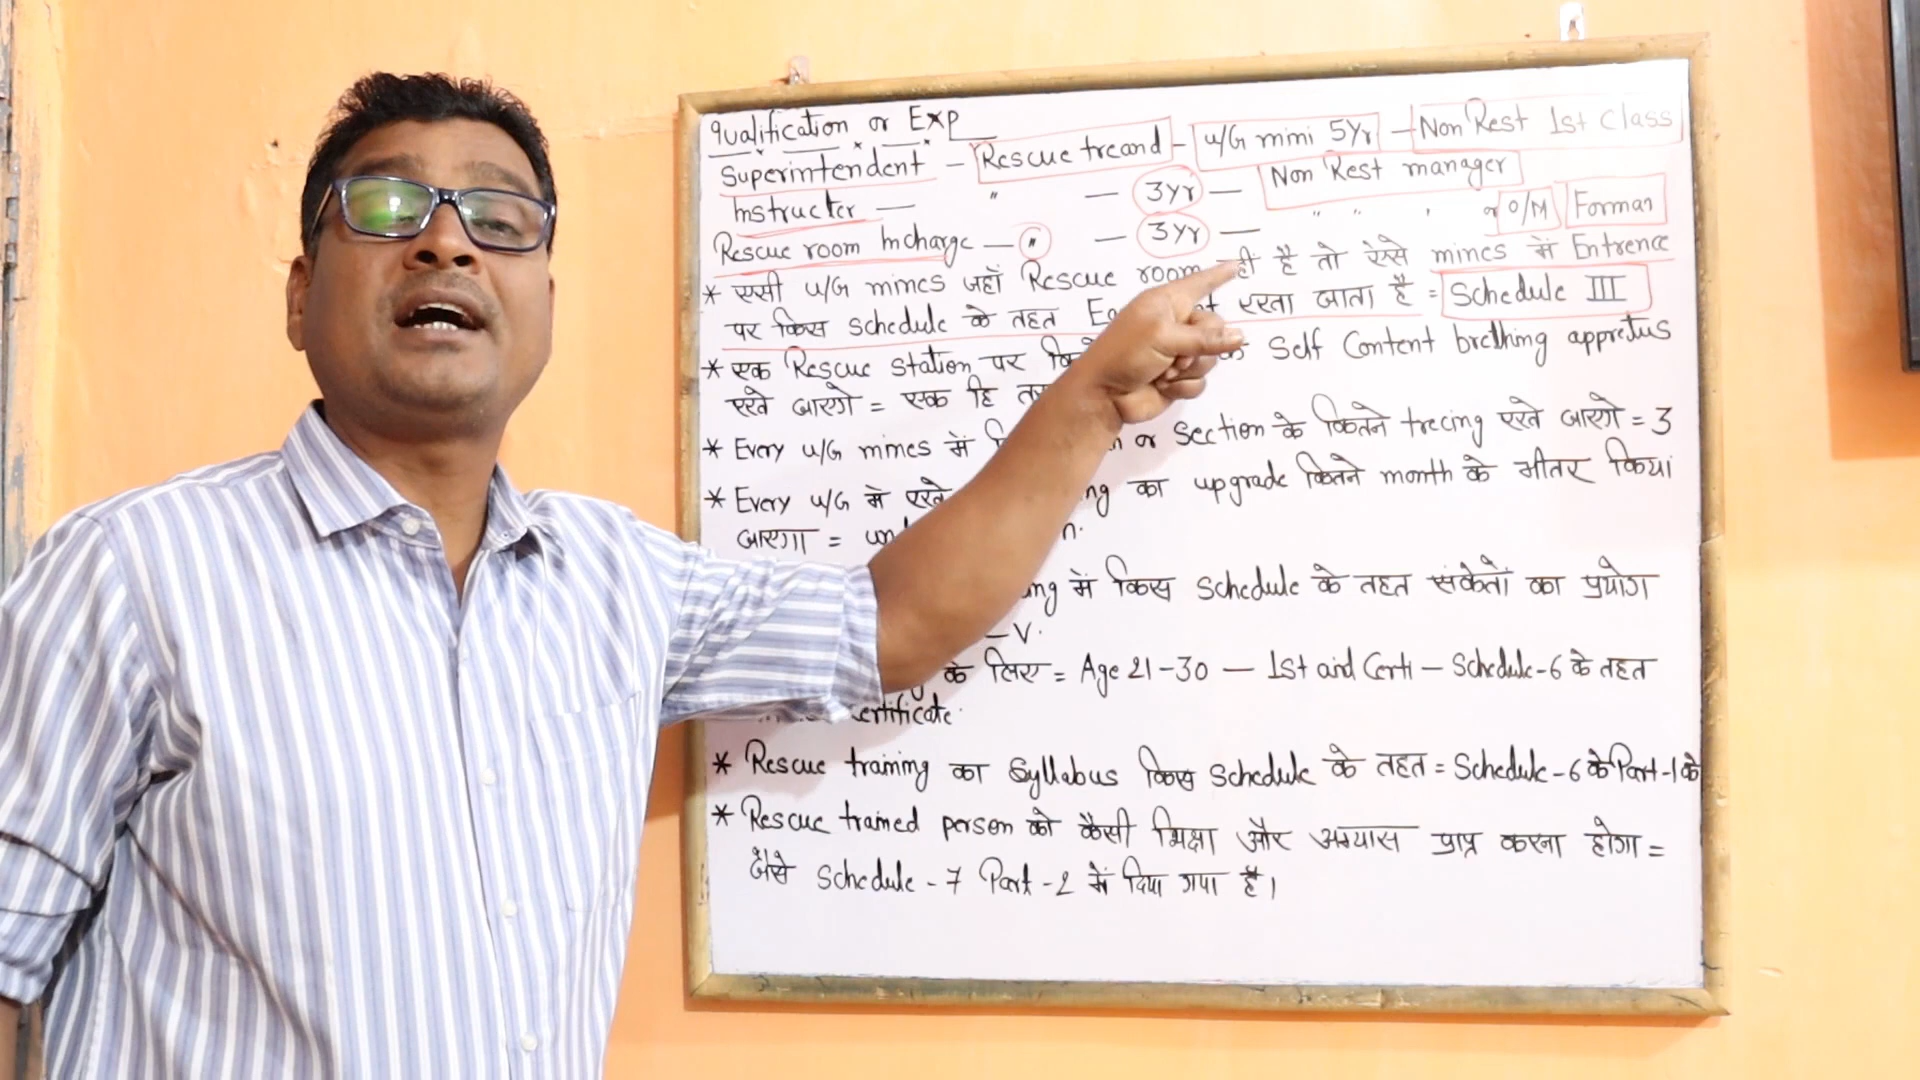 qualification or Exp
Superintendent – Rescue treand – u/G mini 5Yr – Non Rest 1st Class
Instructer — " — 3yr — Non Rest manager
Rescue room Incharge — " — 3yr — " " ' or O/M Forman
* एसी u/G mines जहाँ Rescue room ही है तो ऐसे mines में Entrence
पर किस schedule के तहत रखा जाता है = Schedule III
* एक Rescue station पर Self Content brething appretus
रखे जाएगे = एक हि
* Every u/G mines में or section के कितने trecing रखे जाएगे = 3
* Every u/G मे रखे का upgrade कितने month के भीतर किया
जाएगा =
में किस schedule के तहत संकेतों का प्रयोग
– V.
के लिए = Age 21-30 — 1st aid Certi – Schedule-6 के तहत
certificate
* Rescue training का Syllabus किस schedule के तहत = Schedule-6 के Part-1 के
* Rescue trained person को कैसी शिक्षा और अभ्यास प्राप्त करना होगा =
जैसे schedule - 7 Part-2 में दिया गया है।